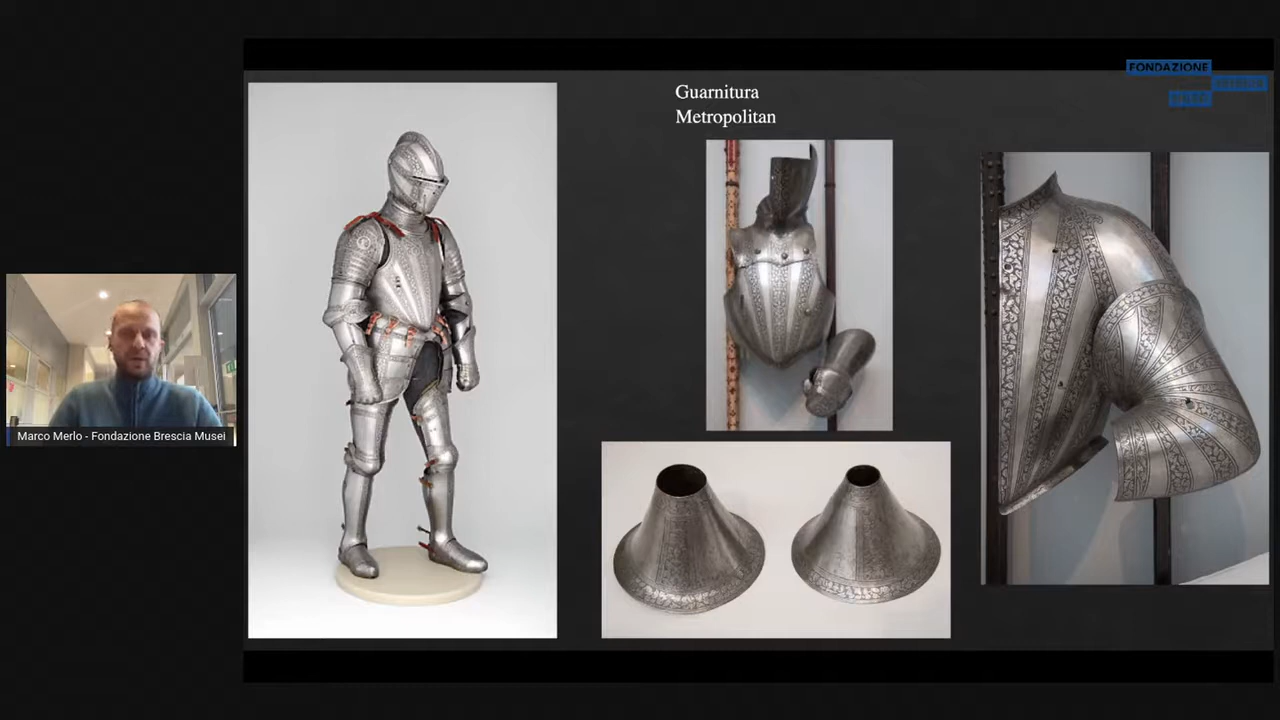 Guarnitura
Metropolitan
FONDAZIONE
Marco Merlo - Fondazione Brescia Musei